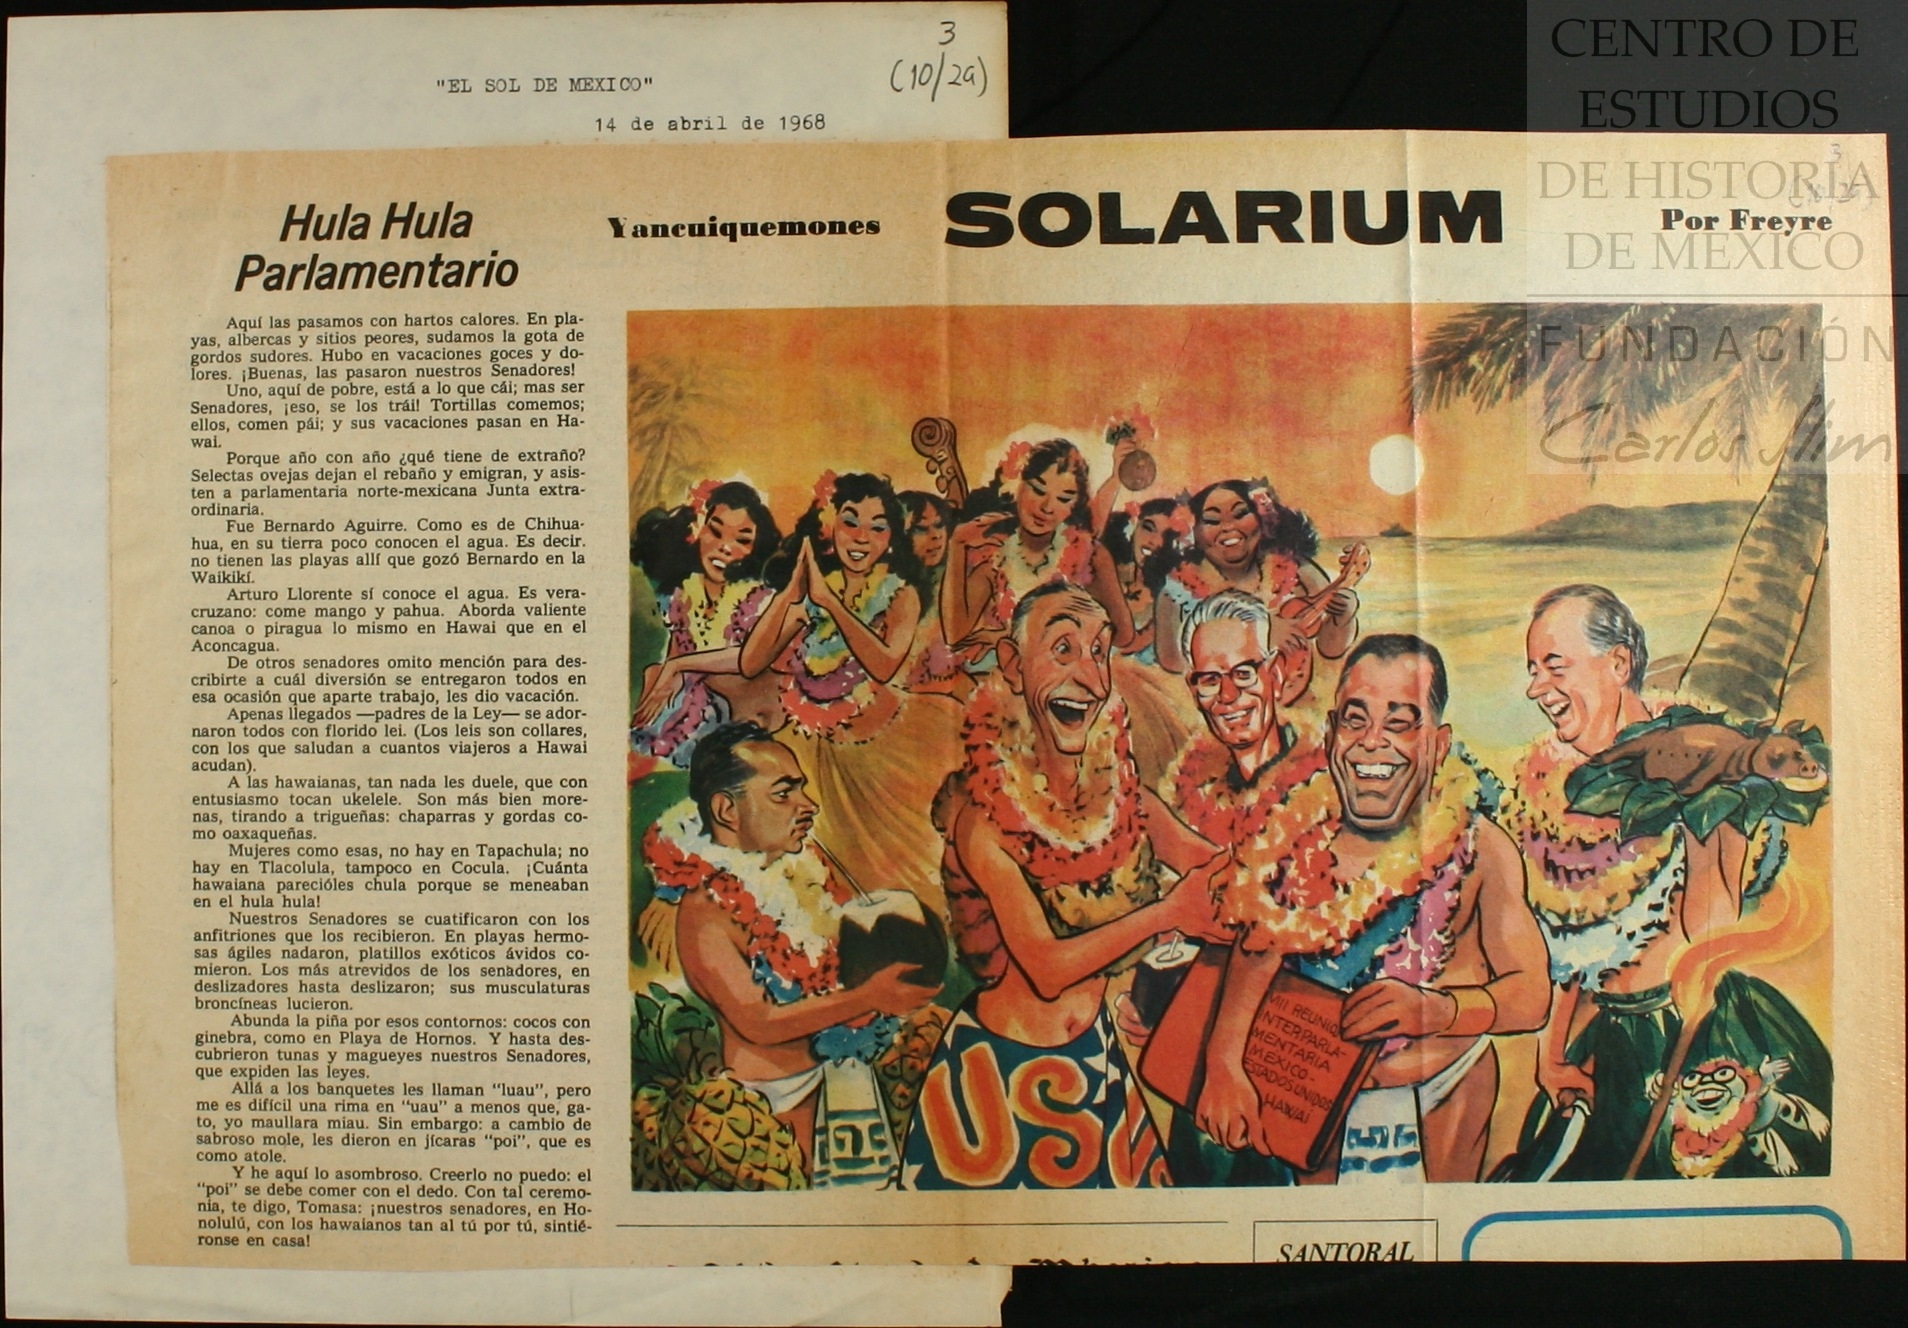 3
(10/2a)
"EL SOL DE MEXICO"
14 de abril de 1968
CENTRO DE
ESTUDIOS
DE HISTORIA
DE MEXICO
FUNDACIÓN
Carlos Slim
3
Hula Hula
Parlamentario
Yancuiquemones
SOLARIUM
Por Freyre
Aquí las pasamos con hartos calores. En pla-
yas, albercas y sitios peores, sudamos la gota de
gordos sudores. Hubo en vacaciones goces y do-
lores. ¡Buenas, las pasaron nuestros Senadores!
Uno, aquí de pobre, está a lo que cái; mas ser
Senadores, ¡eso, se los trái! Tortillas comemos;
ellos, comen pái; y sus vacaciones pasan en Ha-
wai.
Porque año con año ¿qué tiene de extraño?
Selectas ovejas dejan el rebaño y emigran, y asis-
ten a parlamentaria norte-mexicana Junta extra-
ordinaria.
Fue Bernardo Aguirre. Como es de Chihua-
hua, en su tierra poco conocen el agua. Es decir.
no tienen las playas allí que gozó Bernardo en la
Waikikí.
Arturo Llorente sí conoce el agua. Es vera-
cruzano: come mango y pahua. Aborda valiente
canoa o piragua lo mismo en Hawai que en el
Aconcagua.
De otros senadores omito mención para des-
cribirte a cuál diversión se entregaron todos en
esa ocasión que aparte trabajo, les dio vacación.
Apenas llegados —padres de la Ley— se ador-
naron todos con florido lei. (Los leis son collares,
con los que saludan a cuantos viajeros a Hawai
acudan).
A las hawaianas, tan nada les duele, que con
entusiasmo tocan ukelele. Son más bien more-
nas, tirando a trigueñas: chaparras y gordas co-
mo oaxaqueñas.
Mujeres como esas, no hay en Tapachula; no
hay en Tlacolula, tampoco en Cocula. ¡Cuánta
hawaiana parecióles chula porque se meneaban
en el hula hula!
Nuestros Senadores se cuatificaron con los
anfitriones que los recibieron. En playas hermo-
sas ágiles nadaron, platillos exóticos ávidos co-
mieron. Los más atrevidos de los senadores, en
deslizadores hasta deslizaron; sus musculaturas
broncíneas lucieron.
Abunda la piña por esos contornos: cocos con
ginebra, como en Playa de Hornos. Y hasta des-
cubrieron tunas y magueyes nuestros Senadores,
que expiden las leyes.
Allá a los banquetes les llaman "luau", pero
me es difícil una rima en "uau" a menos que, ga-
to, yo maullara miau. Sin embargo: a cambio de
sabroso mole, les dieron en jícaras "poi", que es
como atole.
Y he aquí lo asombroso. Creerlo no puedo: el
"poi" se debe comer con el dedo. Con tal ceremo-
nia, te digo, Tomasa: ¡nuestros senadores, en Ho-
nolulú, con los hawaianos tan al tú por tú, sintié-
ronse en casa!
USA
VIII REUNION
INTERPARLA-
MENTARIA
MEXICO-
ESTADOS UNIDOS
HAWAI
SANTORAL